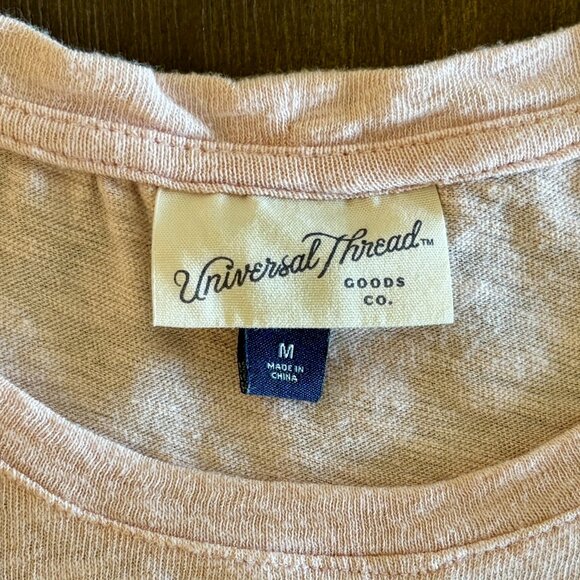 Universal Thread™
GOODS
CO.
M
MADE IN
CHINA